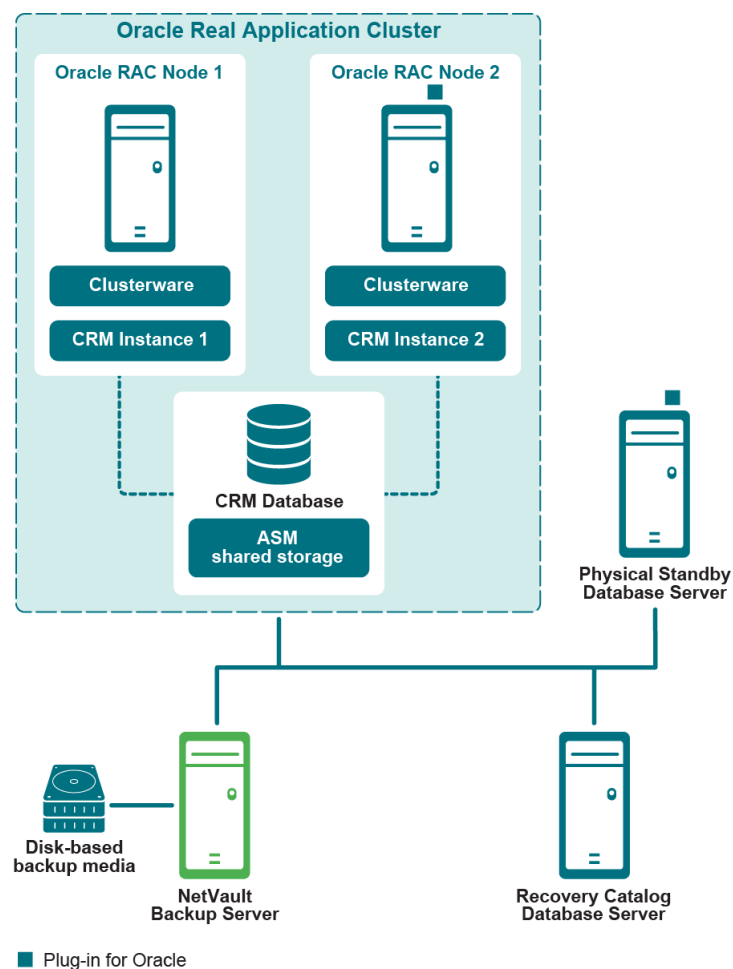 Oracle Real Application Cluster
Oracle RAC Node 1
Oracle RAC Node 2
Clusterware
Clusterware
CRM Instance 1
CRM Instance 2
CRM Database
ASM
shared storage
Physical Standby
Database Server
Disk-based
backup media
NetVault
Backup Server
Recovery Catalog
Database Server
Plug-in for Oracle